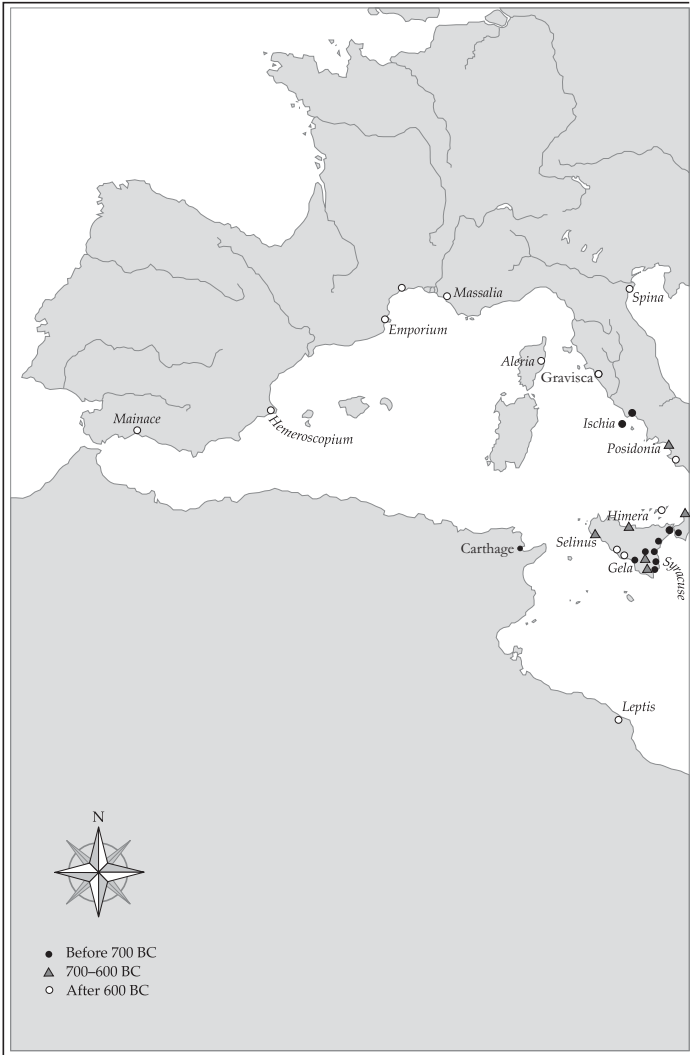 Massalia
Spina
Emporium
Aleria
Gravisca
Mainace
Hemeroscopium
Ischia
Posidonia
Himera
Selinus
Carthage
Gela
Syracuse
Leptis
N
Before 700 BC
700–600 BC
After 600 BC